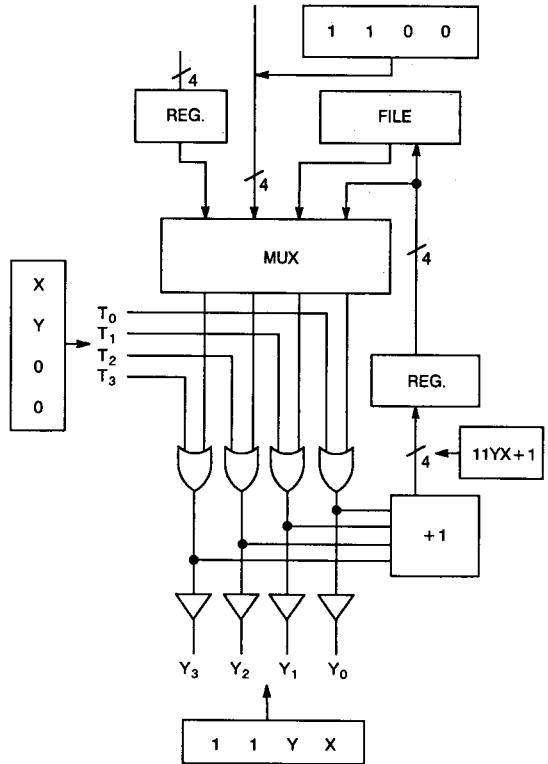 1 1 0 0
4
REG.
FILE
4
MUX
4
X
Y
0
0
T0
T1
T2
T3
REG.
4
11YX+1
+1
Y3 Y2 Y1 Y0
1 1 Y X